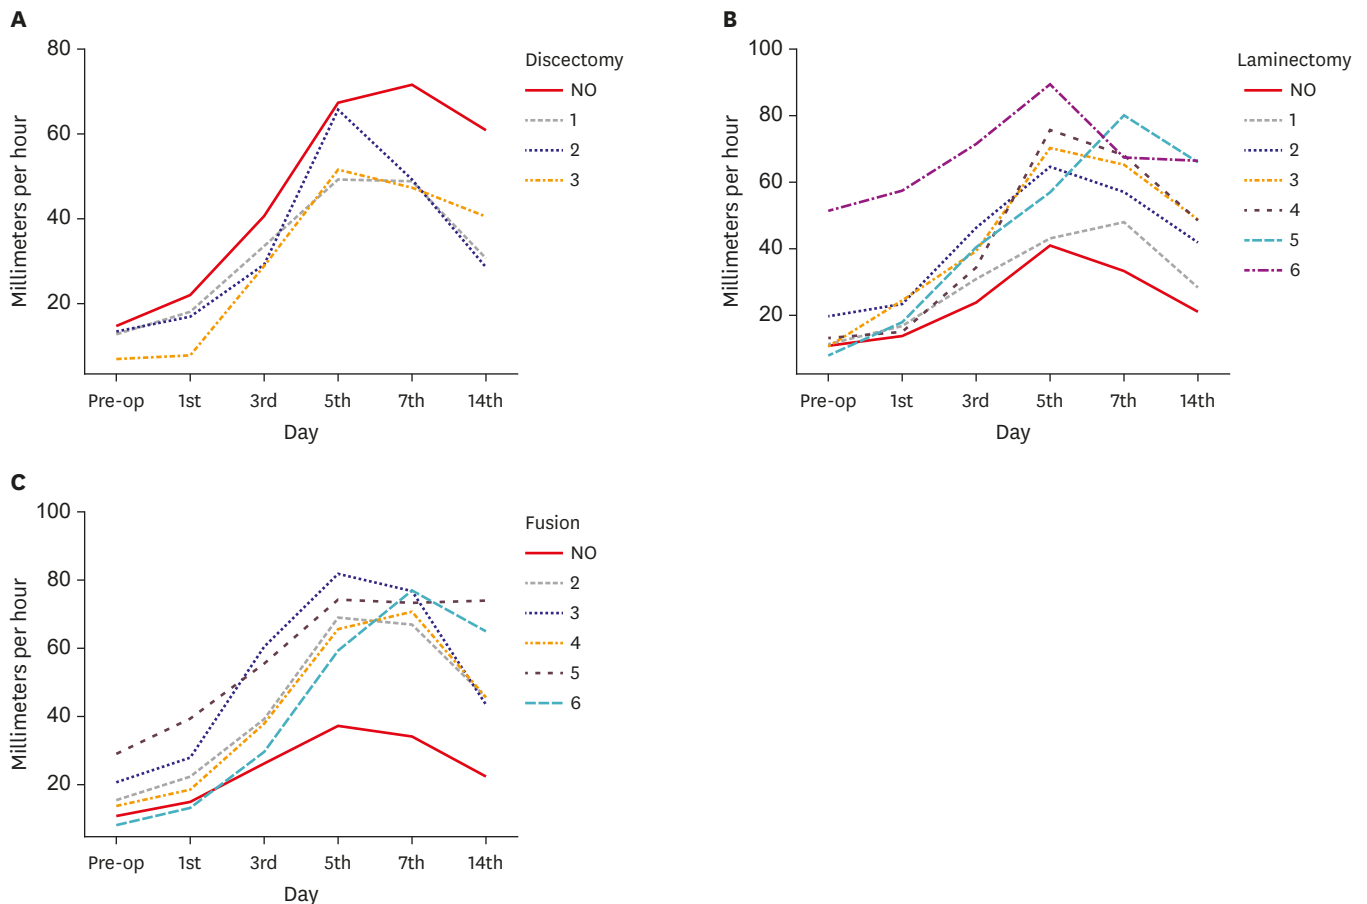 A
Millimeters per hour
80
60
40
20
Pre-op 1st 3rd 5th 7th 14th
Day
Discectomy
NO
1
2
3
B
Millimeters per hour
100
80
60
40
20
Pre-op 1st 3rd 5th 7th 14th
Day
Laminectomy
NO
1
2
3
4
5
6
C
Millimeters per hour
100
80
60
40
20
Pre-op 1st 3rd 5th 7th 14th
Day
Fusion
NO
2
3
4
5
6